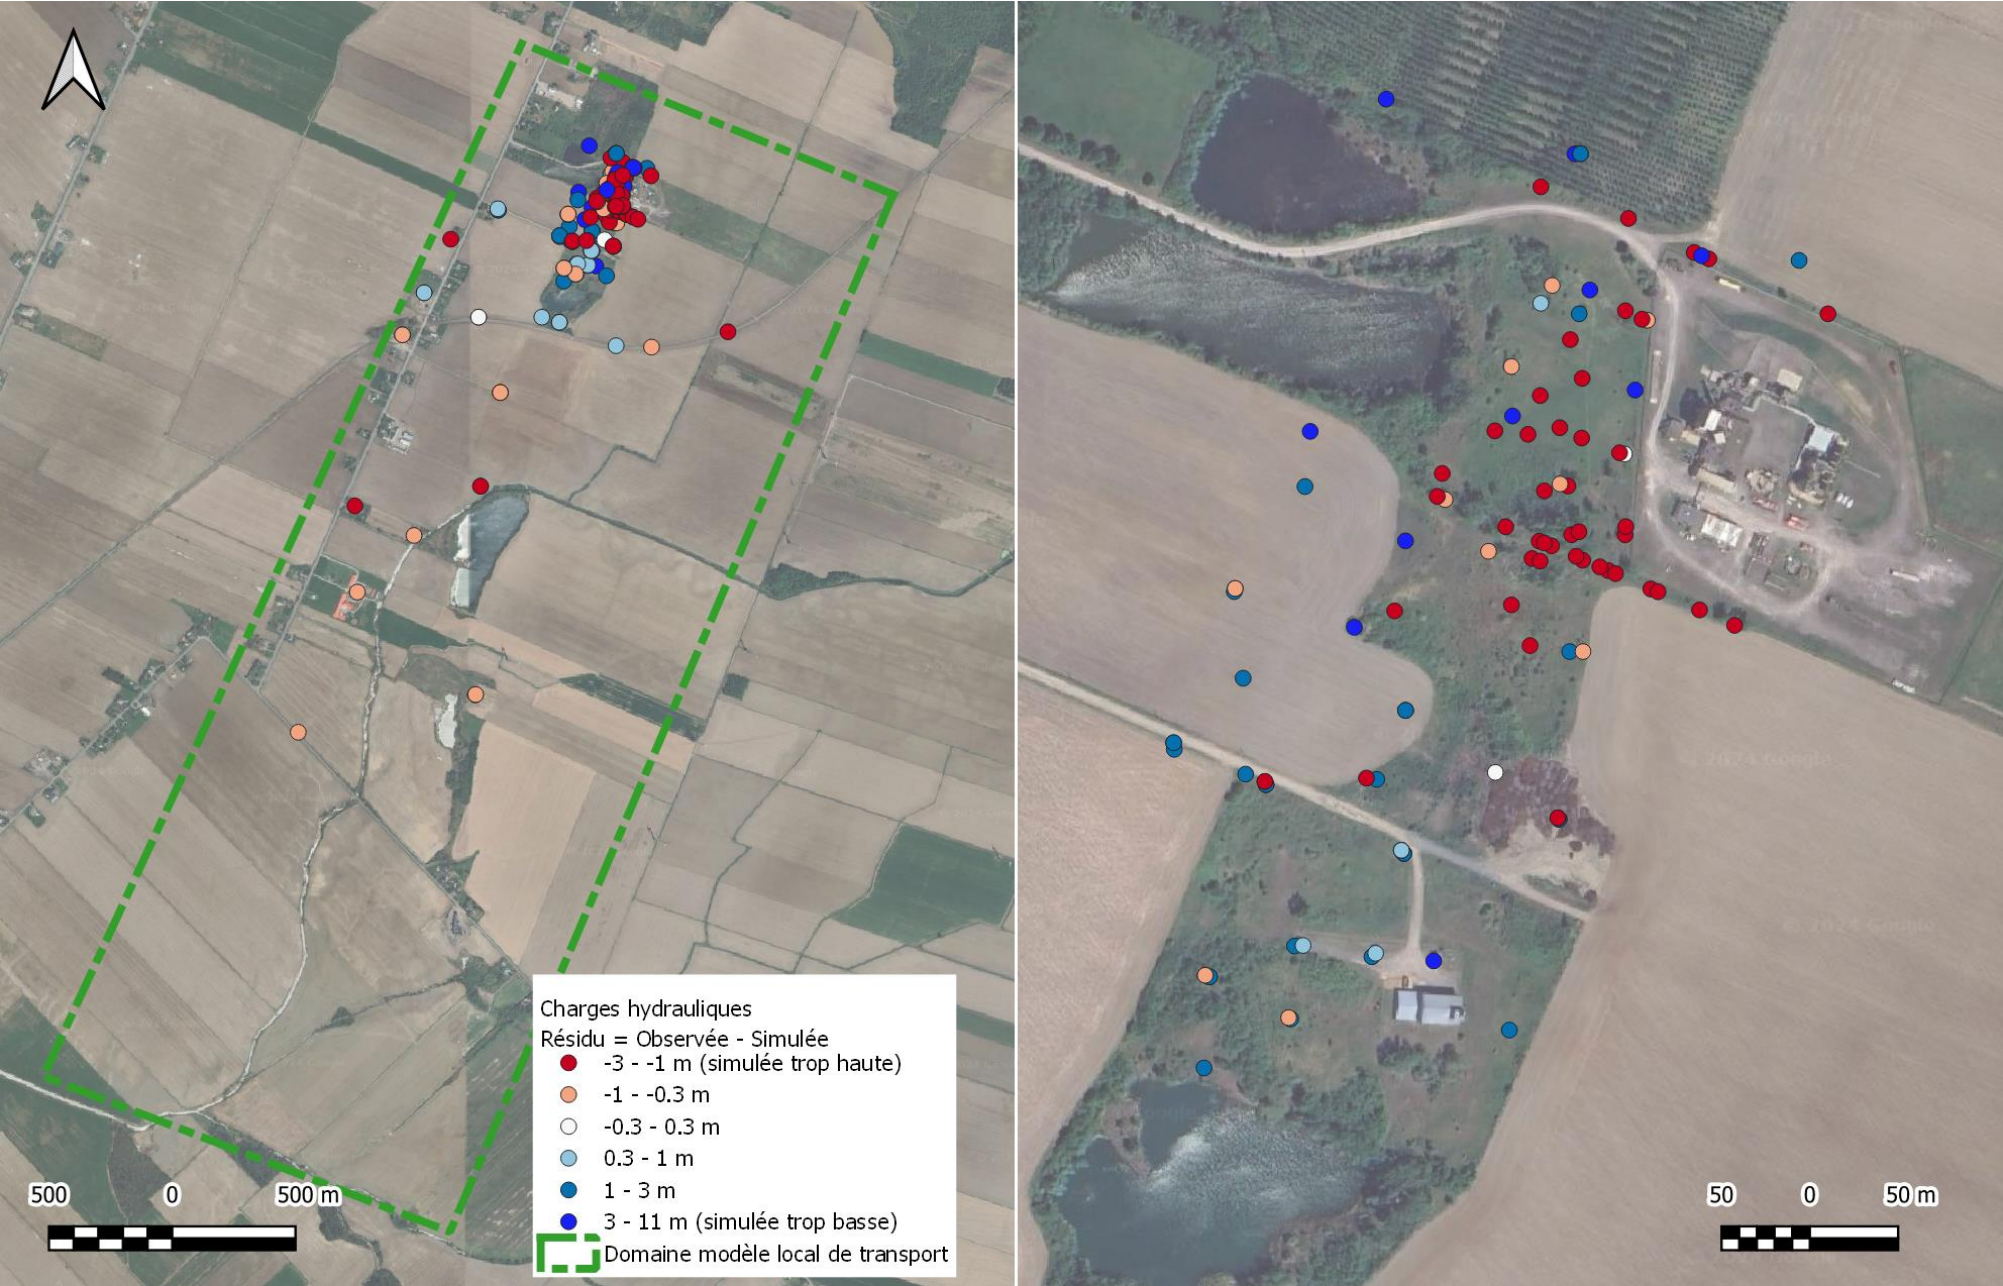 Charges hydrauliques
Résidu = Observée - Simulée
-3 - -1 m (simulée trop haute)
-1 - -0.3 m
-0.3 - 0.3 m
0.3 - 1 m
1 - 3 m
3 - 11 m (simulée trop basse)
Domaine modèle local de transport
500 0 500 m
50 0 50 m